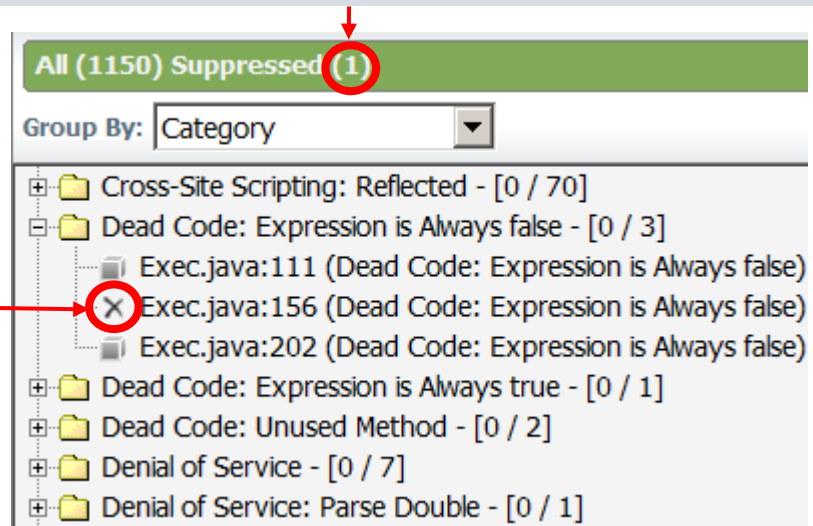 All (1150) Suppressed (1)
Group By: Category
Cross-Site Scripting: Reflected - [0 / 70]
Dead Code: Expression is Always false - [0 / 3]
Exec.java:111 (Dead Code: Expression is Always false)
Exec.java:156 (Dead Code: Expression is Always false)
Exec.java:202 (Dead Code: Expression is Always false)
Dead Code: Expression is Always true - [0 / 1]
Dead Code: Unused Method - [0 / 2]
Denial of Service - [0 / 7]
Denial of Service: Parse Double - [0 / 1]